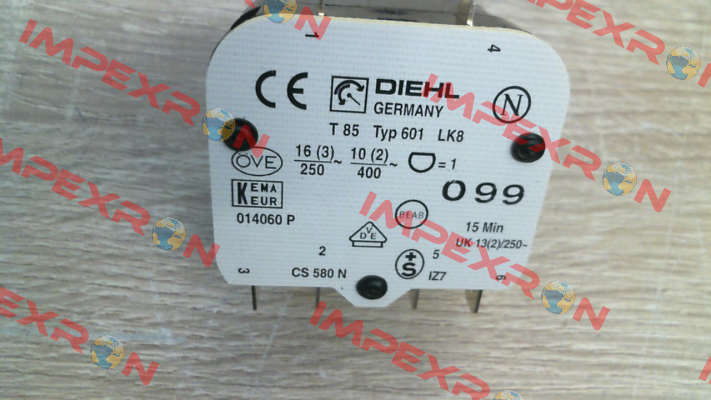 IMPEXRON
IMPEXRON
1
4
CE
DIEHL
GERMANY
N
T 85 Typ 601 LK8
ÖVE
16 (3)
250 ~
10 (2)
400 ~
= 1
099
KEMA
KEUR
014060 P
BEAB
15 Min
UK 13(2)/250~
VDE
2
+S
5
3
CS 580 N
IZ7
6
IMPEXRON
IMPEXRON
IMPEXRON